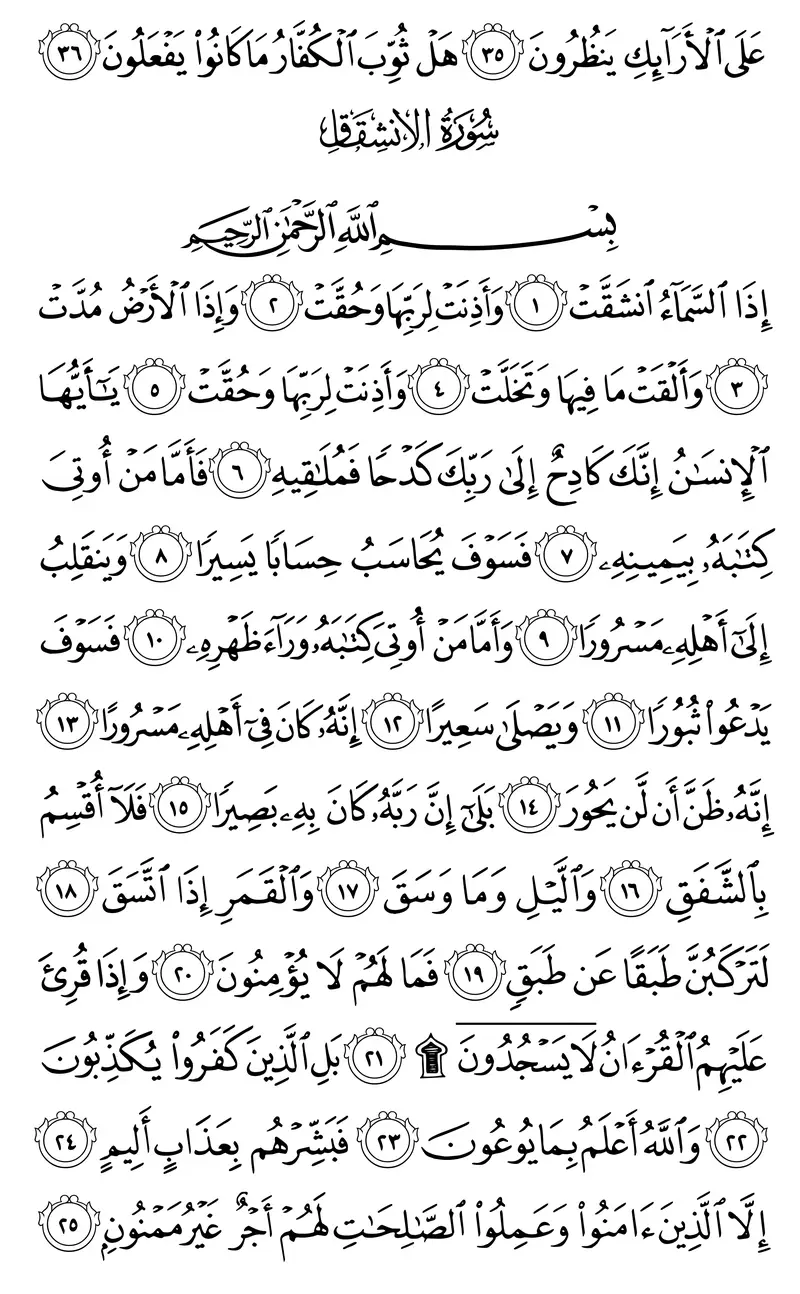 عَلَى ٱلْأَرَآئِكِ يَنظُرُونَ ٣٥ هَلْ ثُوِّبَ ٱلْكُفَّارُ مَا كَانُوا۟ يَفْعَلُونَ ٣٦
سُورَةُ الانشِقَاقِ
بِسْمِ ٱللَّهِ ٱلرَّحْمَٰنِ ٱلرَّحِيمِ
إِذَا ٱلسَّمَآءُ ٱنشَقَّتْ ١ وَأَذِنَتْ لِرَبِّهَا وَحُقَّتْ ٢ وَإِذَا ٱلْأَرْضُ مُدَّتْ
٣ وَأَلْقَتْ مَا فِيهَا وَتَخَلَّتْ ٤ وَأَذِنَتْ لِرَبِّهَا وَحُقَّتْ ٥ يَٰٓأَيُّهَا
ٱلْإِنسَٰنُ إِنَّكَ كَادِحٌ إِلَىٰ رَبِّكَ كَدْحًا فَمُلَٰقِيهِ ٦ فَأَمَّا مَنْ أُوتِىَ
كِتَٰبَهُۥ بِيَمِينِهِۦ ٧ فَسَوْفَ يُحَاسَبُ حِسَابًا يَسِيرًا ٨ وَيَنقَلِبُ
إِلَىٰٓ أَهْلِهِۦ مَسْرُورًا ٩ وَأَمَّا مَنْ أُوتِىَ كِتَٰبَهُۥ وَرَآءَ ظَهْرِهِۦ ١٠ فَسَوْفَ
يَدْعُوا۟ ثُبُورًا ١١ وَيَصْلَىٰ سَعِيرًا ١٢ إِنَّهُۥ كَانَ فِىٓ أَهْلِهِۦ مَسْرُورًا ١٣
إِنَّهُۥ ظَنَّ أَن لَّن يَحُورَ ١٤ بَلَىٰٓ إِنَّ رَبَّهُۥ كَانَ بِهِۦ بَصِيرًا ١٥ فَلَآ أُقْسِمُ
بِٱلشَّفَقِ ١٦ وَٱلَّيْلِ وَمَا وَسَقَ ١٧ وَٱلْقَمَرِ إِذَا ٱتَّسَقَ ١٨
لَتَرْكَبُنَّ طَبَقًا عَن طَبَقٍ ١٩ فَمَا لَهُمْ لَا يُؤْمِنُونَ ٢٠ وَإِذَا قُرِئَ
عَلَيْهِمُ ٱلْقُرْءَانُ لَا يَسْجُدُونَ ۩ ٢١ بَلِ ٱلَّذِينَ كَفَرُوا۟ يُكَذِّبُونَ
٢٢ وَٱللَّهُ أَعْلَمُ بِمَا يُوعُونَ ٢٣ فَبَشِّرْهُم بِعَذَابٍ أَلِيمٍ ٢٤
إِلَّا ٱلَّذِينَ ءَامَنُوا۟ وَعَمِلُوا۟ ٱلصَّٰلِحَٰتِ لَهُمْ أَجْرٌ غَيْرُ مَمْنُونٍۭ ٢٥